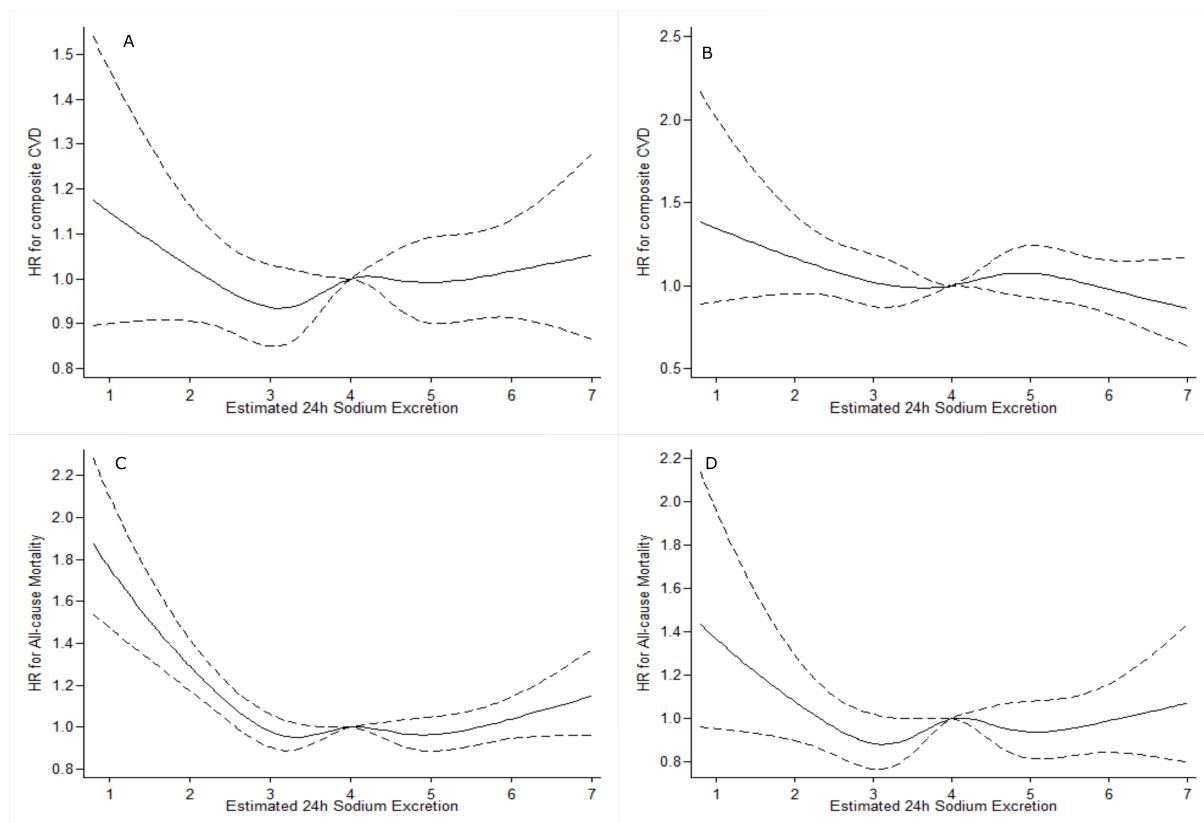 A
HR for composite CVD
1.5
1.4
1.3
1.2
1.1
1.0
0.9
0.8
1 2 3 4 5 6 7
Estimated 24h Sodium Excretion
B
HR for composite CVD
2.5
2.0
1.5
1.0
0.5
1 2 3 4 5 6 7
Estimated 24h Sodium Excretion
C
HR for All-cause Mortality
2.2
2.0
1.8
1.6
1.4
1.2
1.0
0.8
1 2 3 4 5 6 7
Estimated 24h Sodium Excretion
D
HR for All-cause Mortality
2.2
2.0
1.8
1.6
1.4
1.2
1.0
0.8
1 2 3 4 5 6 7
Estimated 24h Sodium Excretion